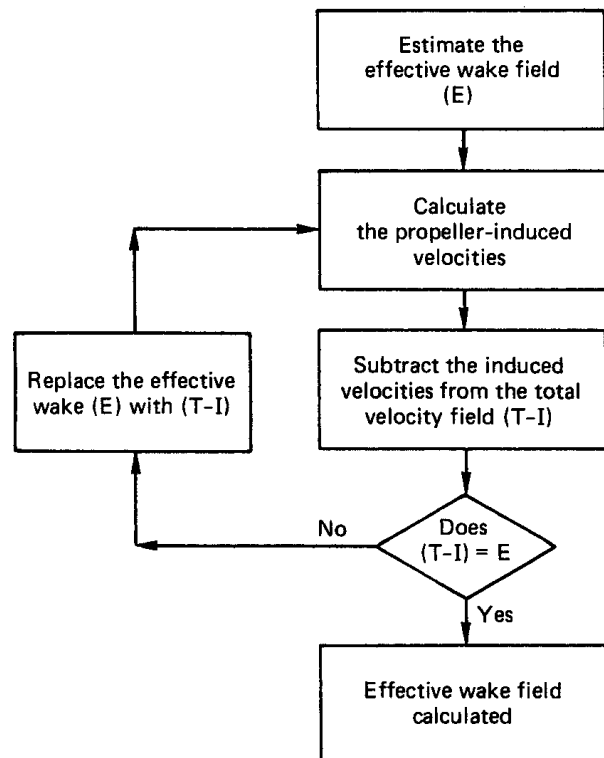 Estimate the
effective wake field
(E)
Calculate
the propeller-induced
velocities
Subtract the induced
velocities from the total
velocity field (T-I)
Replace the effective
wake (E) with (T-I)
Does
(T-I) = E
No
Yes
Effective wake field
calculated